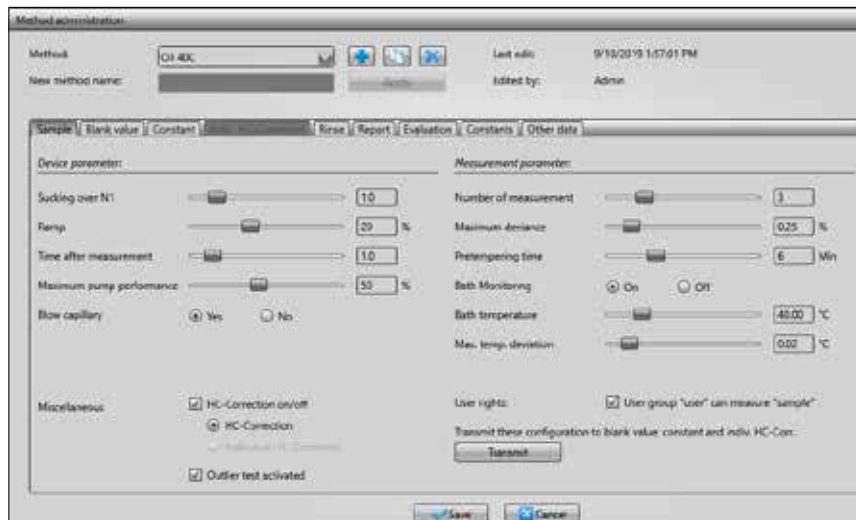 Method administration
Method:
Oil 40C
Last edit:
9/10/2019 1:57:01 PM
New method name:
Apply
Edited by:
Admin
Sample Blank value Constant Rinse Report Evaluation Constants Other data
Device parameter:
Measurement parameter:
Sucking over N1
1.0
Number of measurement
3
Ramp
20 %
Maximum deviance
0.25 %
Time after measurement
1.0
Pretempering time
6 Min
Maximum pump performance
50 %
Bath Monitoring
On Off
Blow capillary
Yes No
Bath temperature
40.00 °C
Max. temp. deviation
0.02 °C
Miscellaneous
HC-Correction on/off
User rights:
User group "user" can measure "sample"
HC-Correction
Transmit these configuration to blank value, constant and indiv. HC-Corr.
Transmit
Outlier test activated
Save Cancel